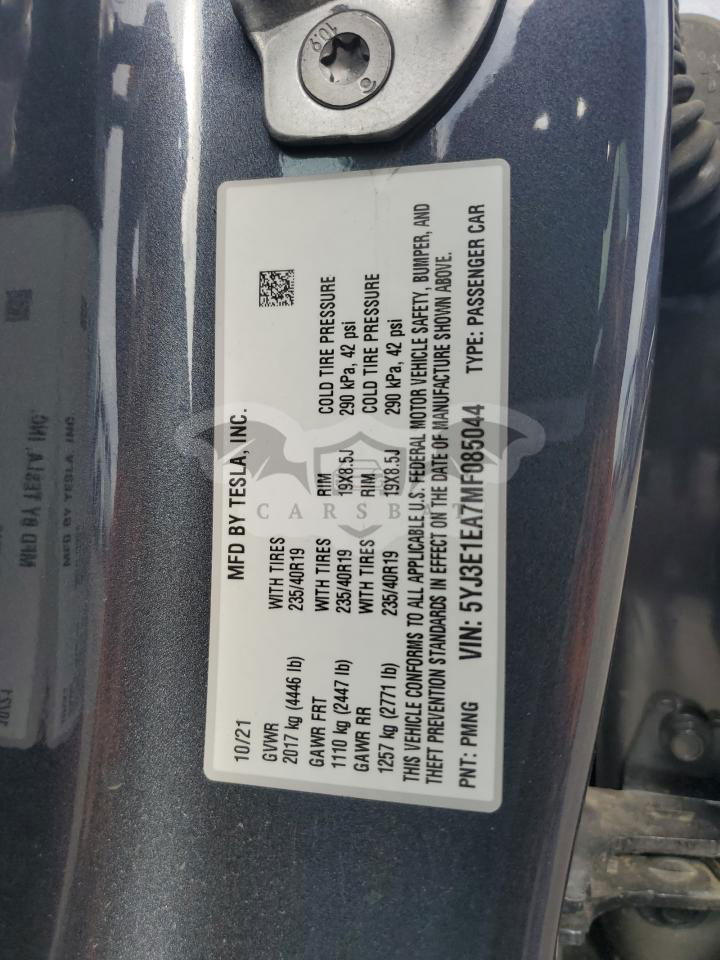 10/21 MFD BY TESLA, INC.
GVWR WITH TIRES
2017 kg (4446 lb) 235/40R19
GAWR FRT WITH TIRES RIM COLD TIRE PRESSURE
1110 kg (2447 lb) 235/40R19 19X8.5J 290 kPa, 42 psi
GAWR RR WITH TIRES RIM COLD TIRE PRESSURE
1257 kg (2771 lb) 235/40R19 19X8.5J 290 kPa, 42 psi
THIS VEHICLE CONFORMS TO ALL APPLICABLE U.S. FEDERAL MOTOR VEHICLE SAFETY, BUMPER, AND
THEFT PREVENTION STANDARDS IN EFFECT ON THE DATE OF MANUFACTURE SHOWN ABOVE.
PNT: PMNG VIN: 5YJ3E1EA7MF085044 TYPE: PASSENGER CAR
10.9
CARSBAT